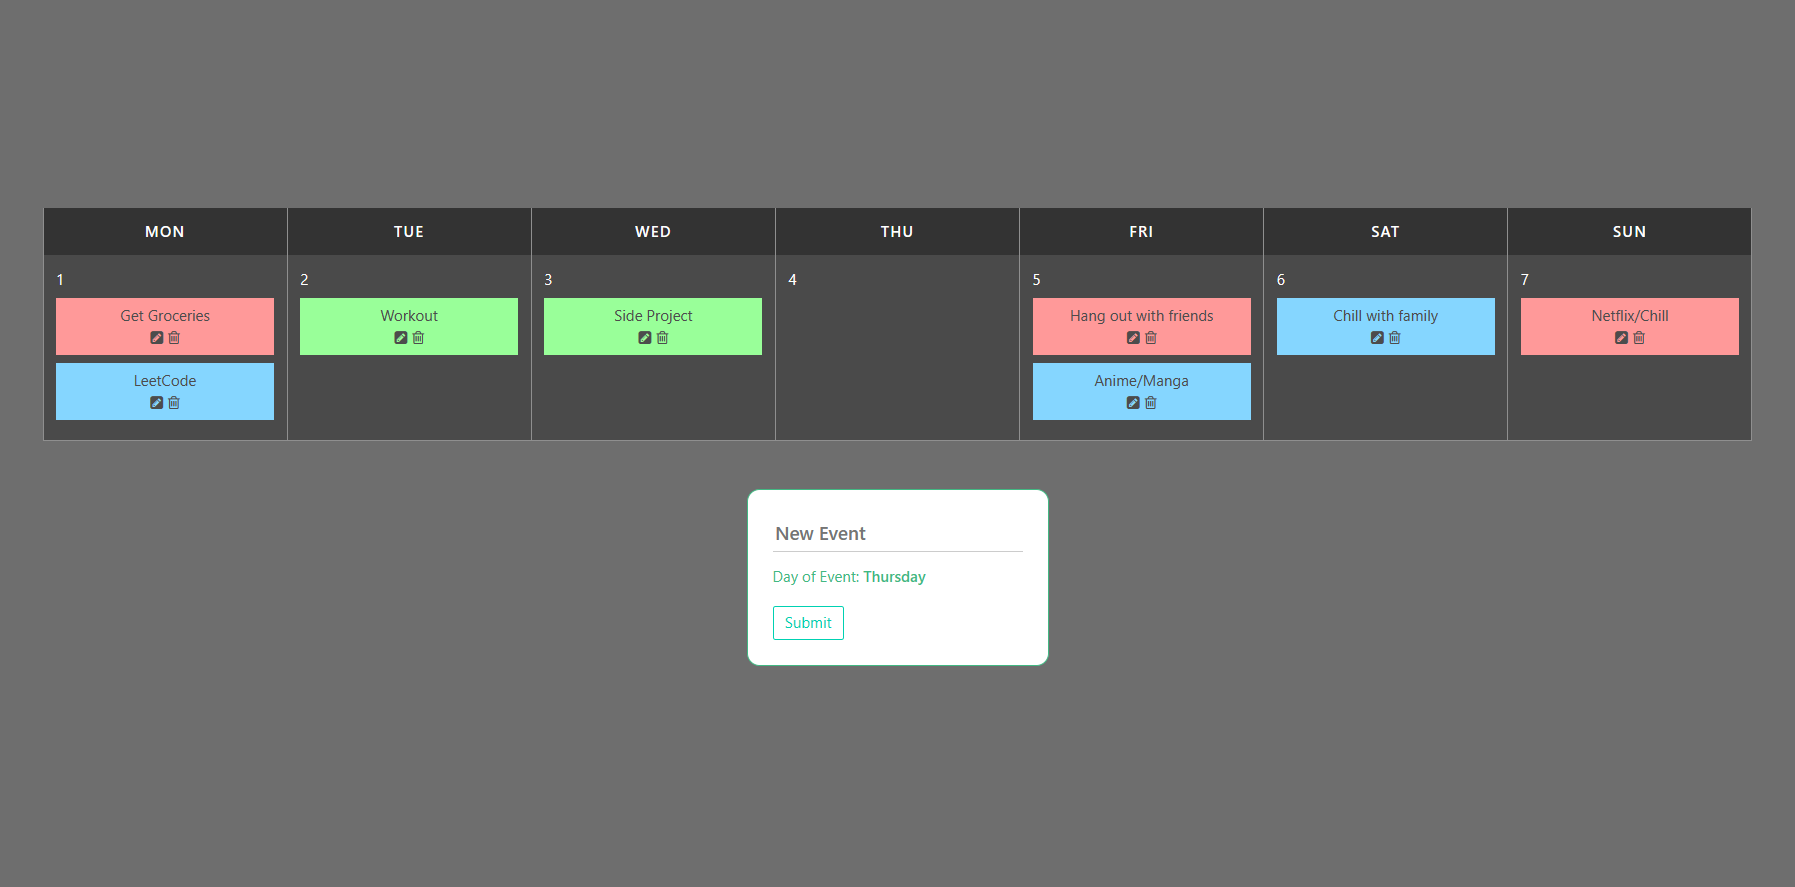 MON TUE WED THU FRI SAT SUN
1 2 3 4 5 6 7
Get Groceries Workout Side Project Hang out with friends Chill with family Netflix/Chill
LeetCode Anime/Manga
New Event
Day of Event: Thursday
Submit